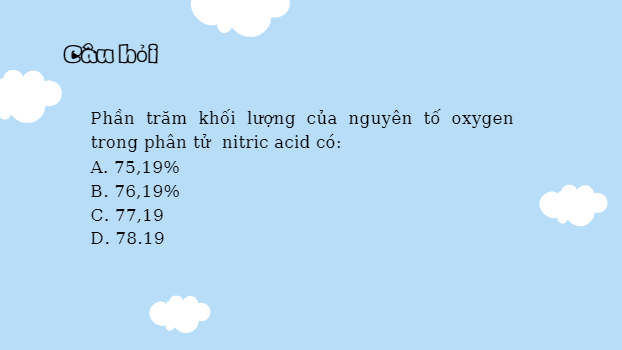 Câu hỏi
Phần trăm khối lượng của nguyên tố oxygen
trong phân tử nitric acid có:
A. 75,19%
B. 76,19%
C. 77,19
D. 78.19